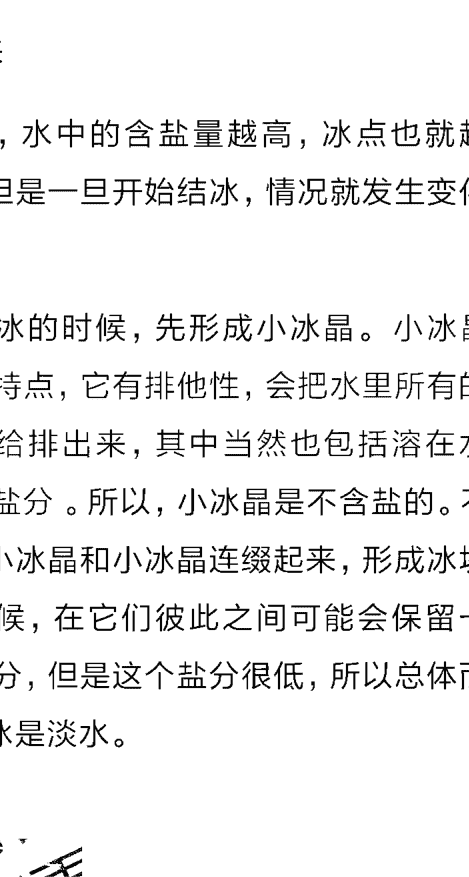 ，水中的含盐量越高，冰点也就
是一旦开始结冰，情况就发生变
冰的时候，先形成小冰晶。小冰
特点，它有排他性，会把水里所有
给排出来，其中当然也包括溶在
盐分。所以，小冰晶是不含盐的。
小冰晶和小冰晶连缀起来，形成冰
候，在它们彼此之间可能会保留
分，但是这个盐分很低，所以总体
冰是淡水。